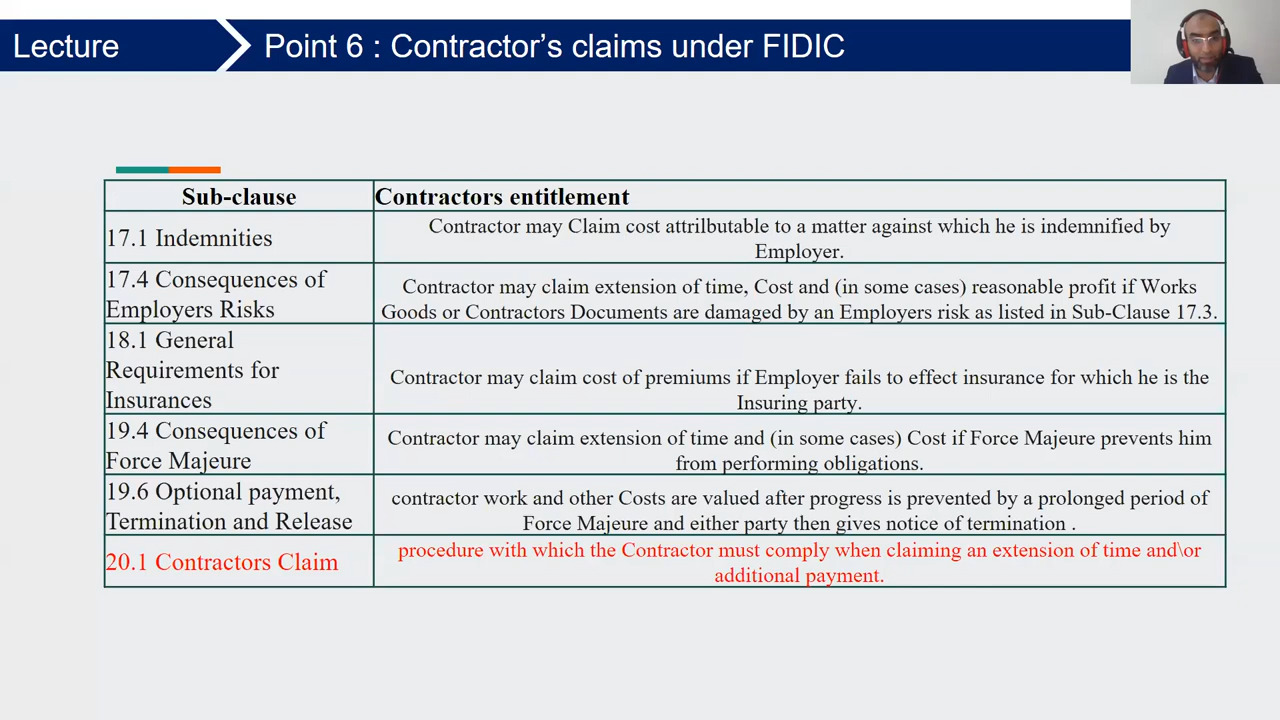 Lecture
Point 6 : Contractor’s claims under FIDIC
Sub-clause
Contractors entitlement
17.1 Indemnities
Contractor may Claim cost attrilbutable to a matter against which he is indemnified by
Employer.
17.4 Consequences of
Employers Risks
Contractor may claim extension of time, Cost and (in some cases) reasonable profit if Works
Goods or Contractors Documents are damaged by an Employers risk as listed in Sub-Clause 17.3.
18.1 General
Requirements for
Insurances
Contractor may claim cost of premiums if Employer fails to effect insurance for which he is the
Insuring party.
19.4 Consequences of
Force Majeure
Contractor may claim extension of time and (in some cases) Cost if Force Majeure prevents him
from performing obligations.
19.6 Optional payment,
Termination and Release
contractor work and other Costs are valued after progress is prevented by a prolonged period of
Force Majeure and either party then gives notice of termination .
20.1 Contractors Claim
procedure with which the Contractor must comply when claiming an extension of time and\or
additional payment.